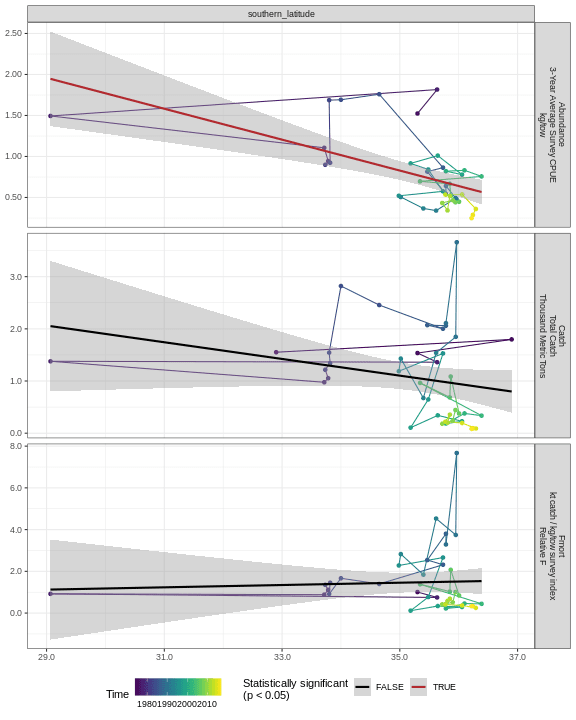 southern_latitude
2.50
2.00
1.50
1.00
0.50
Abundance
3-Year Average Survey CPUE
kg/tow
3.0
2.0
1.0
0.0
Catch
Total Catch
Thousand Metric Tons
8.0
6.0
4.0
2.0
0.0
Fmort
kt catch / kg/tow survey index
Relative F
29.0 31.0 33.0 35.0 37.0
Time
1980199020002010
Statistically significant
(p < 0.05)
FALSE TRUE